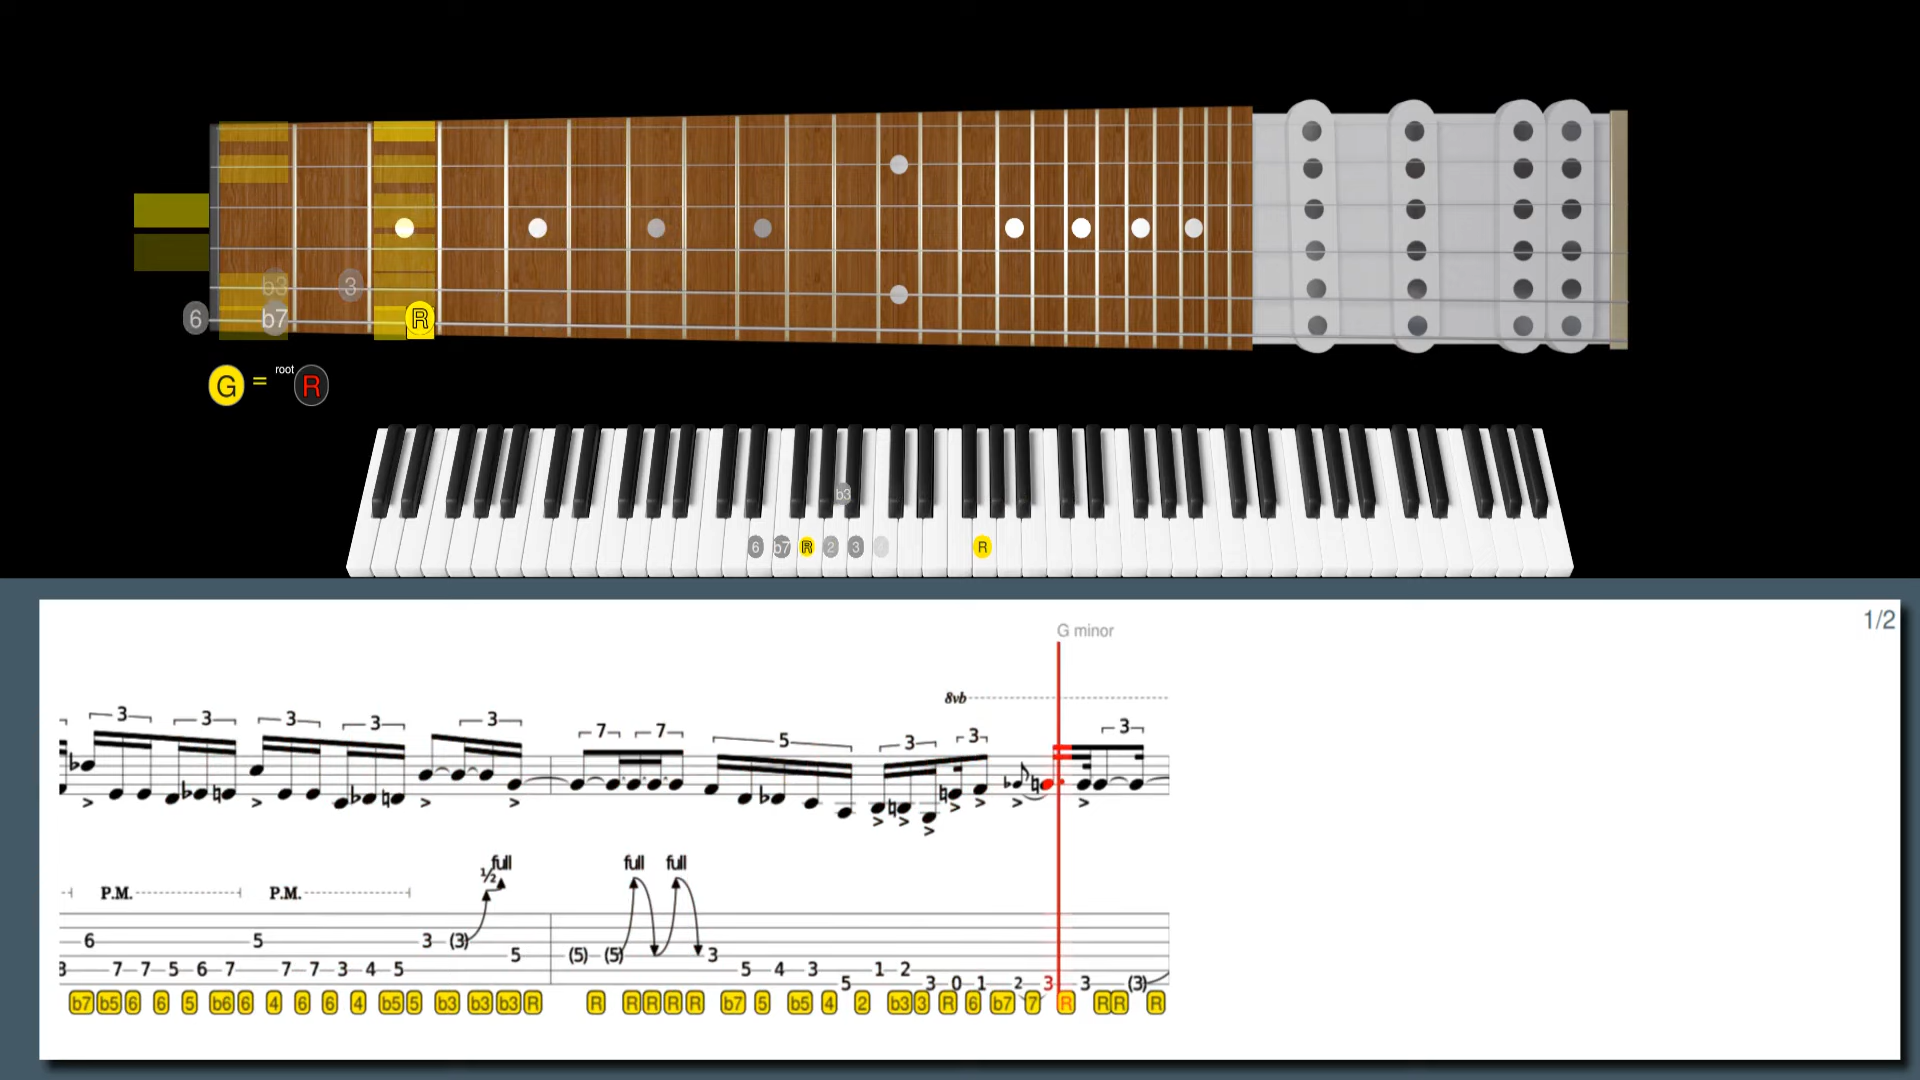 b3 3
6 b7 R
G = root R
b3
6 b7 R 2 3 R
1/2
G minor
8vb
3 3 3 3 3 7 7 5 3 3 3
½ full full full
P.M. P.M.
6 5 3 (3) 5 (5) (5) 3
7 7 5 6 7 7 7 3 4 5 5 4 3 1 2
5 3 0 1 2 3 3 (3)
b7 b5 6 6 5 b6 6 4 6 6 4 b5 5 b3 b3 b3 R R R R R R b7 5 b5 4 2 b3 3 R 6 b7 7 R R R R